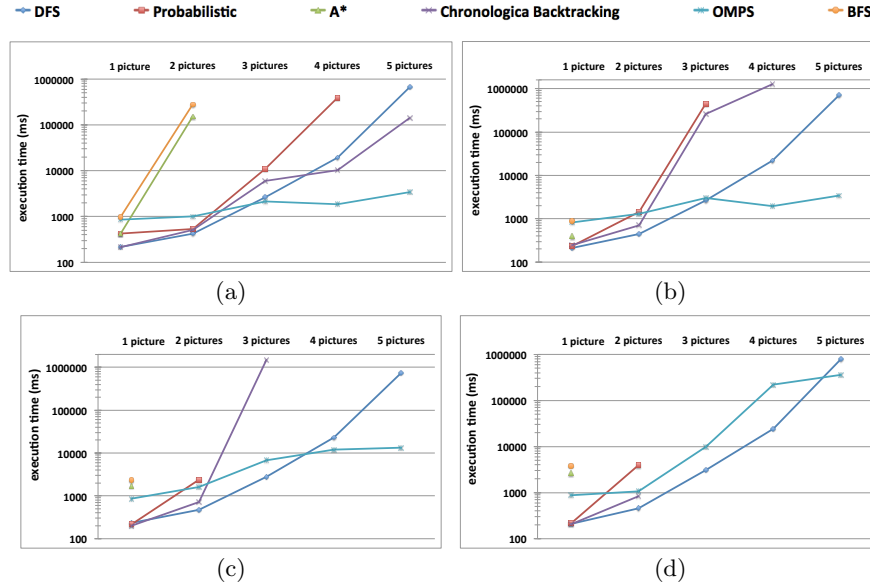 DFS Probabilistic A* Chronologica Backtracking OMPS BFS
1 picture 2 pictures 3 pictures 4 pictures 5 pictures
1000000
100000
10000
1000
100
execution time (ms)
(a)
1 picture 2 pictures 3 pictures 4 pictures 5 pictures
1000000
100000
10000
1000
100
execution time (ms)
(b)
1 picture 2 pictures 3 pictures 4 pictures 5 pictures
1000000
100000
10000
1000
100
execution time (ms)
(c)
1 picture 2 pictures 3 pictures 4 pictures 5 pictures
1000000
100000
10000
1000
100
execution time (ms)
(d)